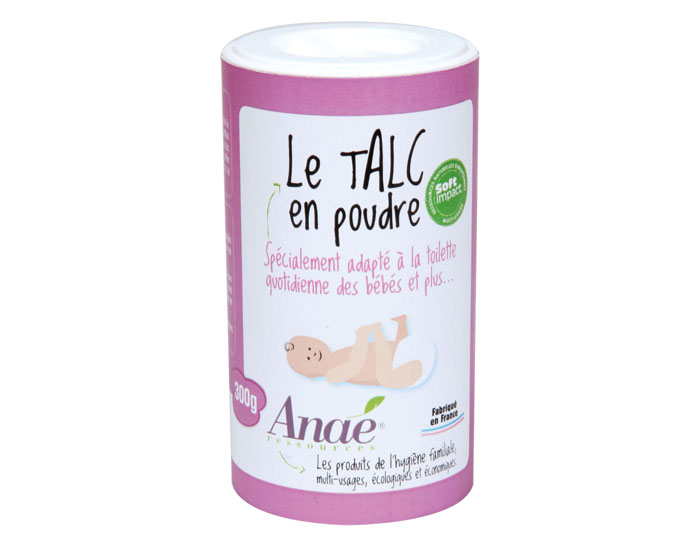 Le TALC
en poudre
Soft
impact
Spécialement adapté à la toilette
quotidienne des bébés et plus...
300g
Anaé®
ressources
Fabriqué
en France
Les produits de l'hygiène familiale,
multi-usages, écologiques et économiques.